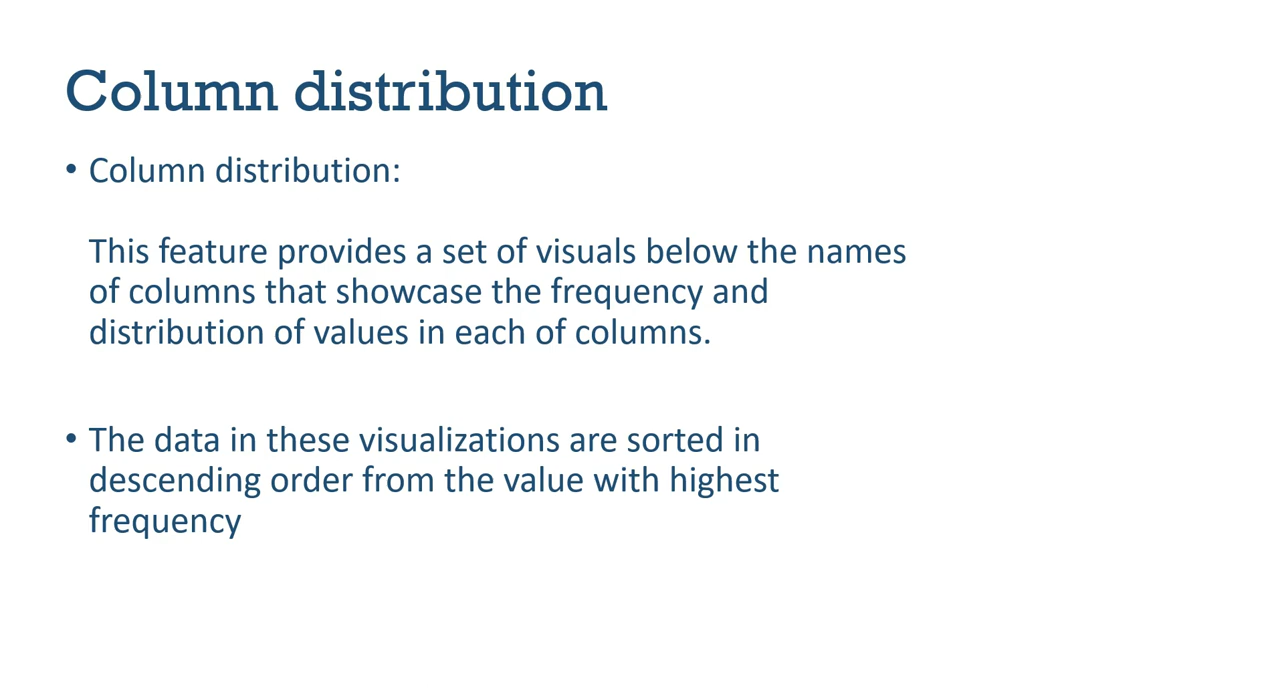 Column distribution
• Column distribution:
This feature provides a set of visuals below the names
of columns that showcase the frequency and
distribution of values in each of columns.
• The data in these visualizations are sorted in
descending order from the value with highest
frequency